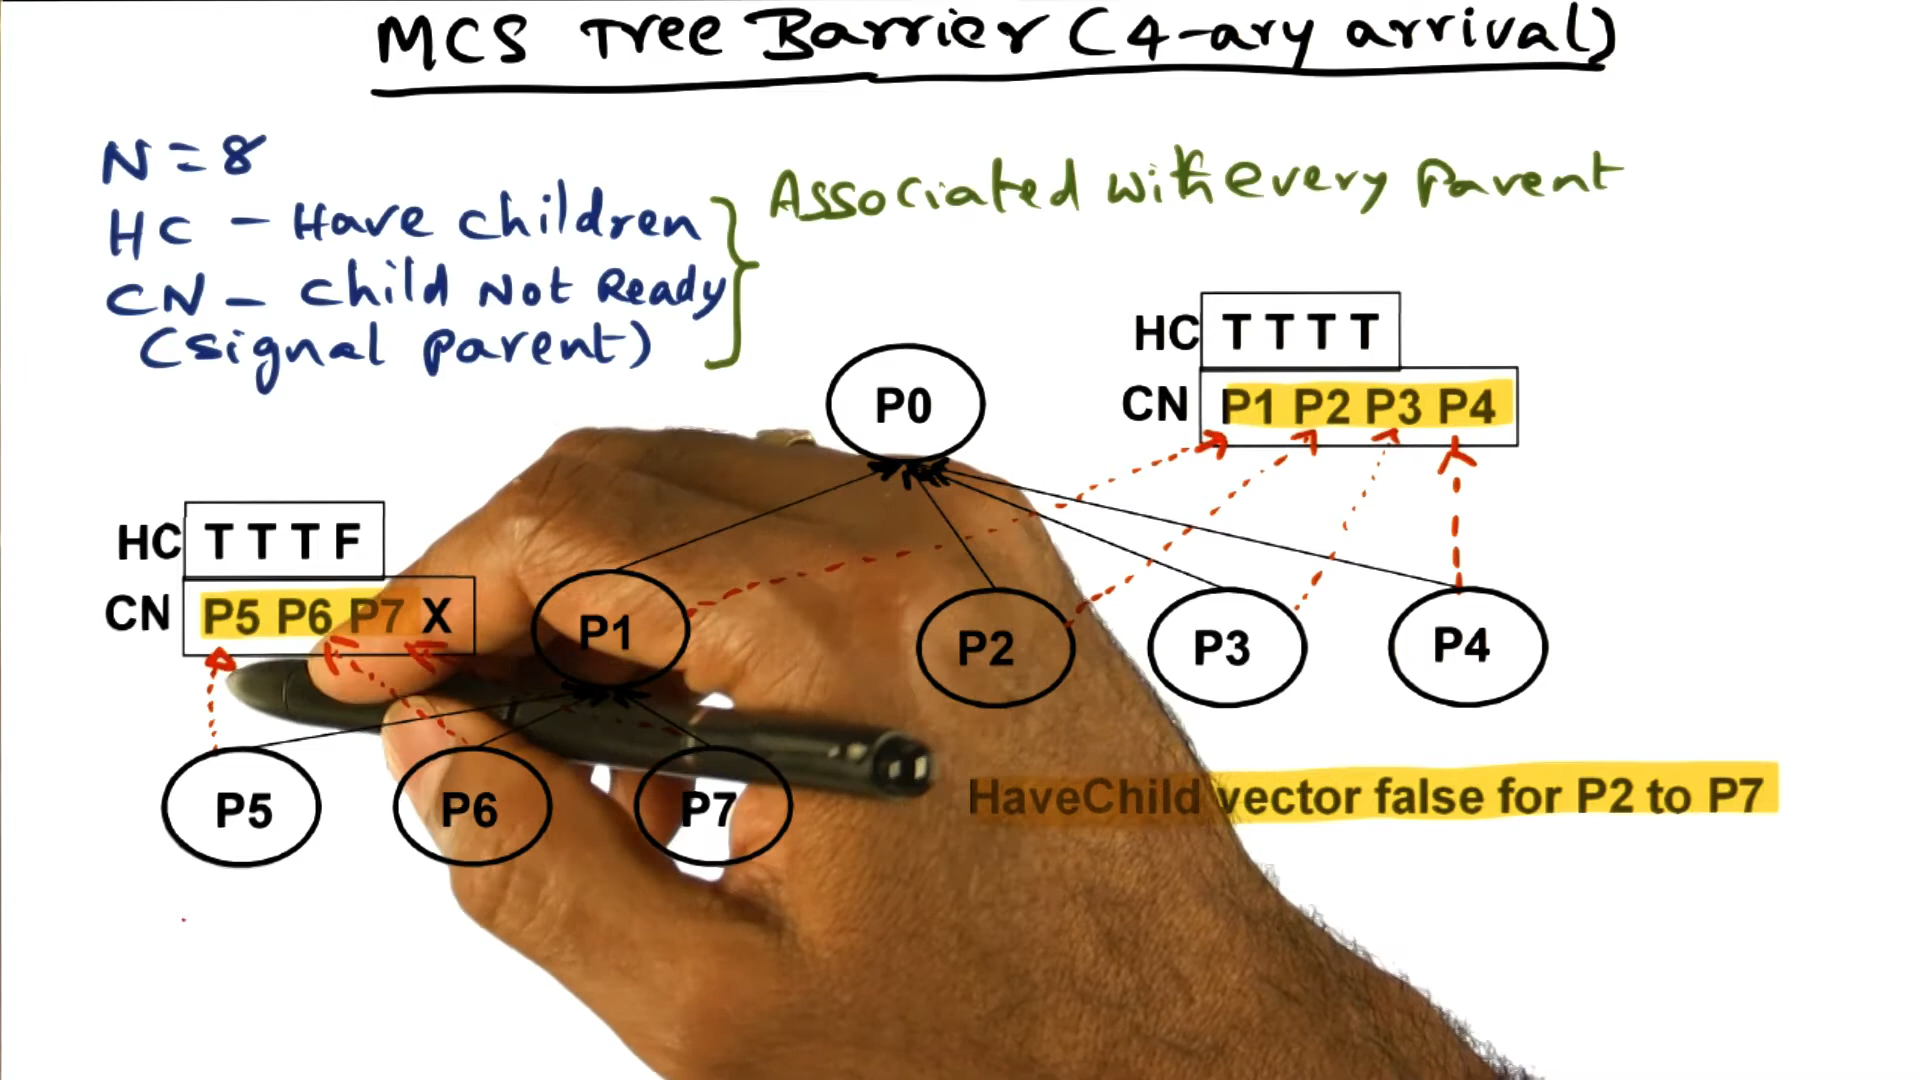 MCS Tree Barrier (4-ary arrival)
N = 8
HC - Have children
CN - Child Not Ready
(signal parent)
Associated with every parent
HC T T T T
CN P1 P2 P3 P4
P0
HC T T T F
CN P5 P6 P7 X
P1
P2
P3
P4
P5
P6
P7
HaveChild vector false for P2 to P7